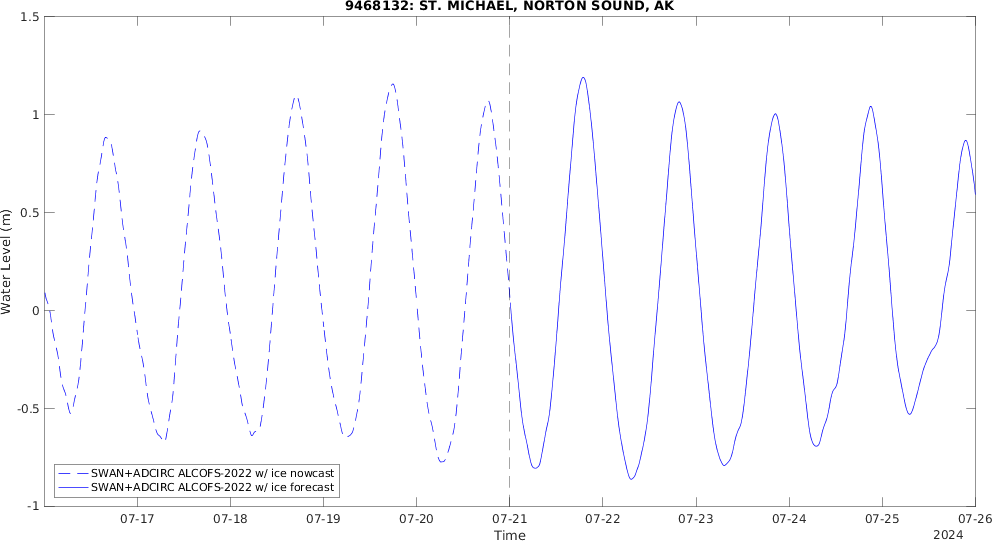 9468132: ST. MICHAEL, NORTON SOUND, AK
1.5
1
0.5
0
-0.5
-1
Water Level (m)
SWAN+ADCIRC ALCOFS-2022 w/ ice nowcast
SWAN+ADCIRC ALCOFS-2022 w/ ice forecast
07-17 07-18 07-19 07-20 07-21 07-22 07-23 07-24 07-25 07-26
Time
2024